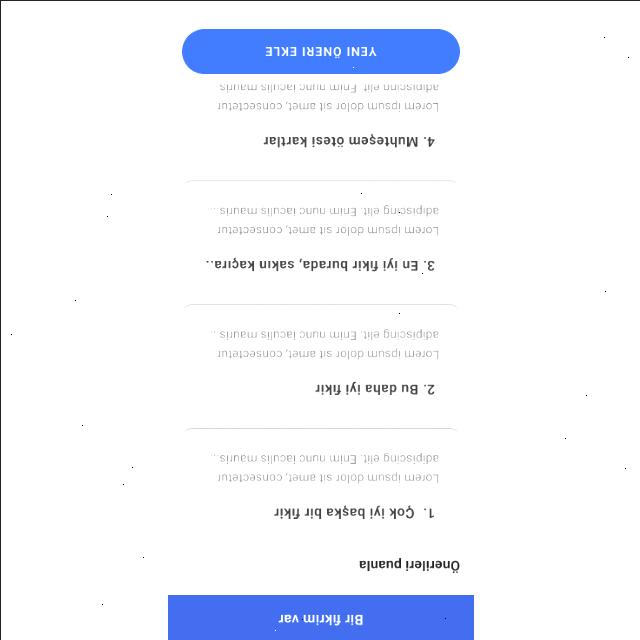 Bir fikrim var
Önerileri puanla
1. Çok iyi başka bir fikir
Lorem ipsum dolor sit amet, consectetur
adipiscing elit. Enim nunc iaculis mauris...
2. Bu daha iyi fikir
Lorem ipsum dolor sit amet, consectetur
adipiscing elit. Enim nunc iaculis mauris...
3. En iyi fikir burada, sakın kaçıra..
Lorem ipsum dolor sit amet, consectetur
adipiscing elit. Enim nunc iaculis mauris...
4. Muhteşem ötesi kartlar
Lorem ipsum dolor sit amet, consectetur
adipiscing elit. Enim nunc iaculis mauris
YENİ ÖNERİ EKLE